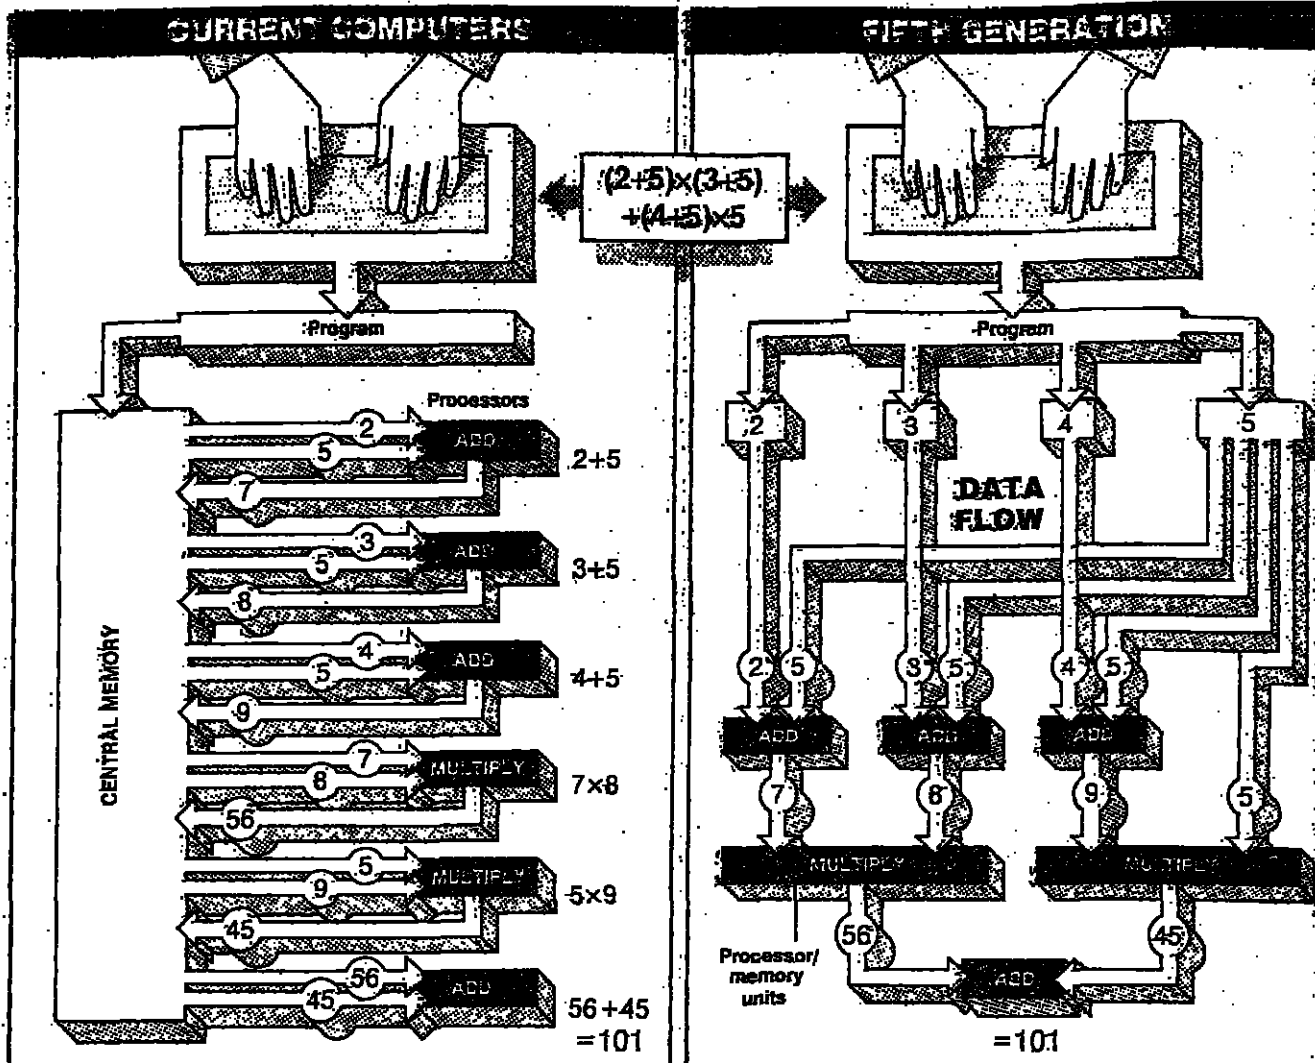 CURRENT COMPUTERS
(2+5)×(3+5)
+(4+5)×5
Program
Processors
CENTRAL MEMORY
2
5
ADD
2+5
7
3
5
ADD
3+5
8
4
5
ADD
4+5
9
7
8
MULTIPLY
7×8
56
5
9
MULTIPLY
5×9
45
56
45
ADD
56+45
=101
FIFTH GENERATION
Program
2
3
4
5
DATA
FLOW
2
5
3
5
4
5
ADD
ADD
ADD
7
8
9
5
MULTIPLY
MULTIPLY
56
45
Processor/
memory
units
ADD
=101